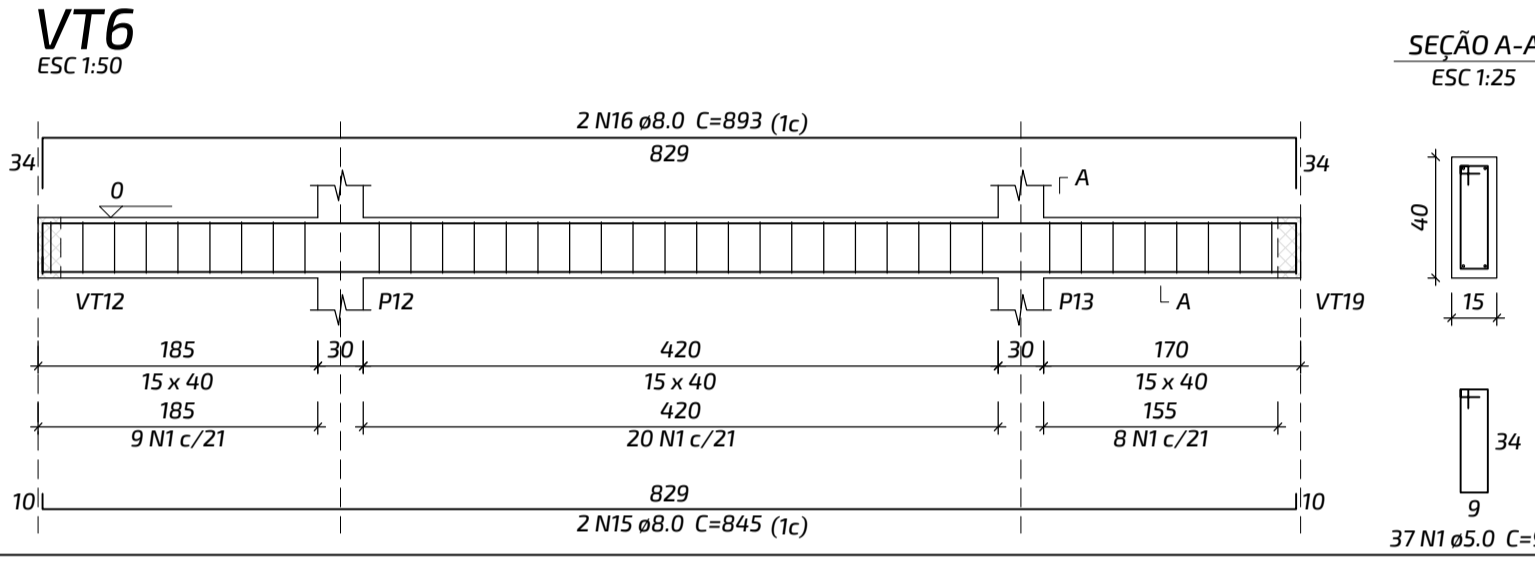 VT6
ESC 1:50
SEÇÃO A-A
ESC 1:25
2 N16 ø8.0 C=893 (1c)
829
34
34
0
A
40
VT12
P12
P13
A
VT19
15
185
30
420
30
170
15 x 40
15 x 40
15 x 40
185
420
155
9 N1 c/21
20 N1 c/21
8 N1 c/21
34
9
10
829
10
2 N15 ø8.0 C=845 (1c)
37 N1 ø5.0 C=